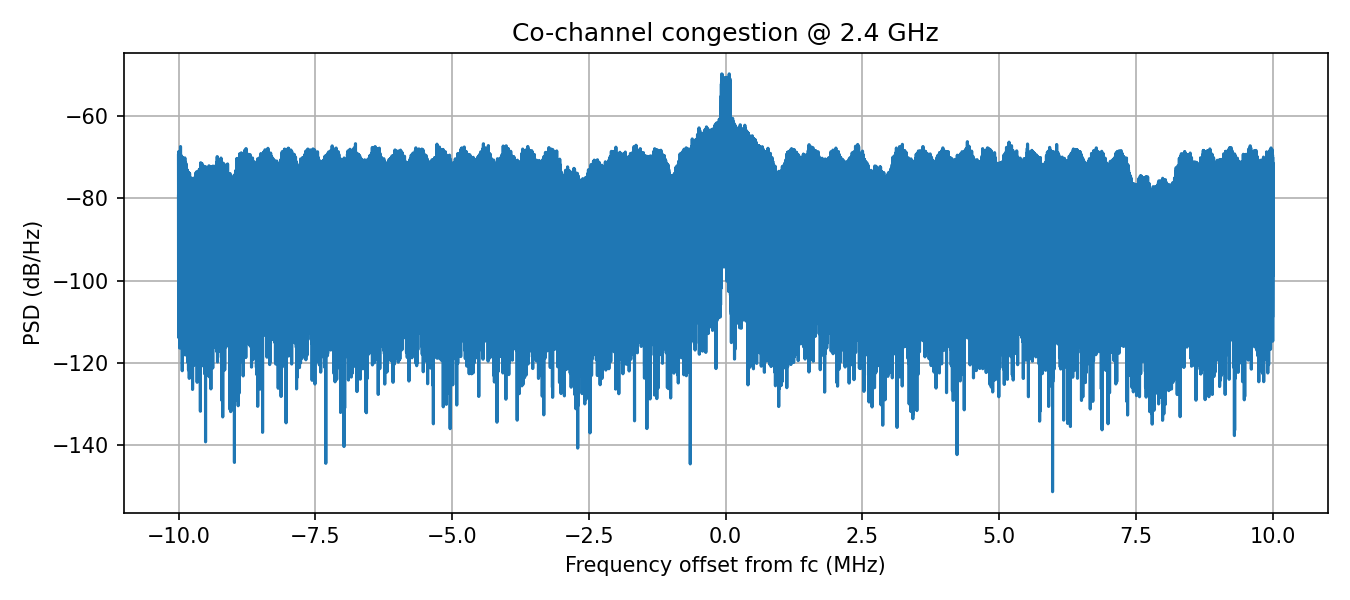 Co-channel congestion @ 2.4 GHz
PSD (dB/Hz)
−60
−80
−100
−120
−140
−10.0 −7.5 −5.0 −2.5 0.0 2.5 5.0 7.5 10.0
Frequency offset from fc (MHz)